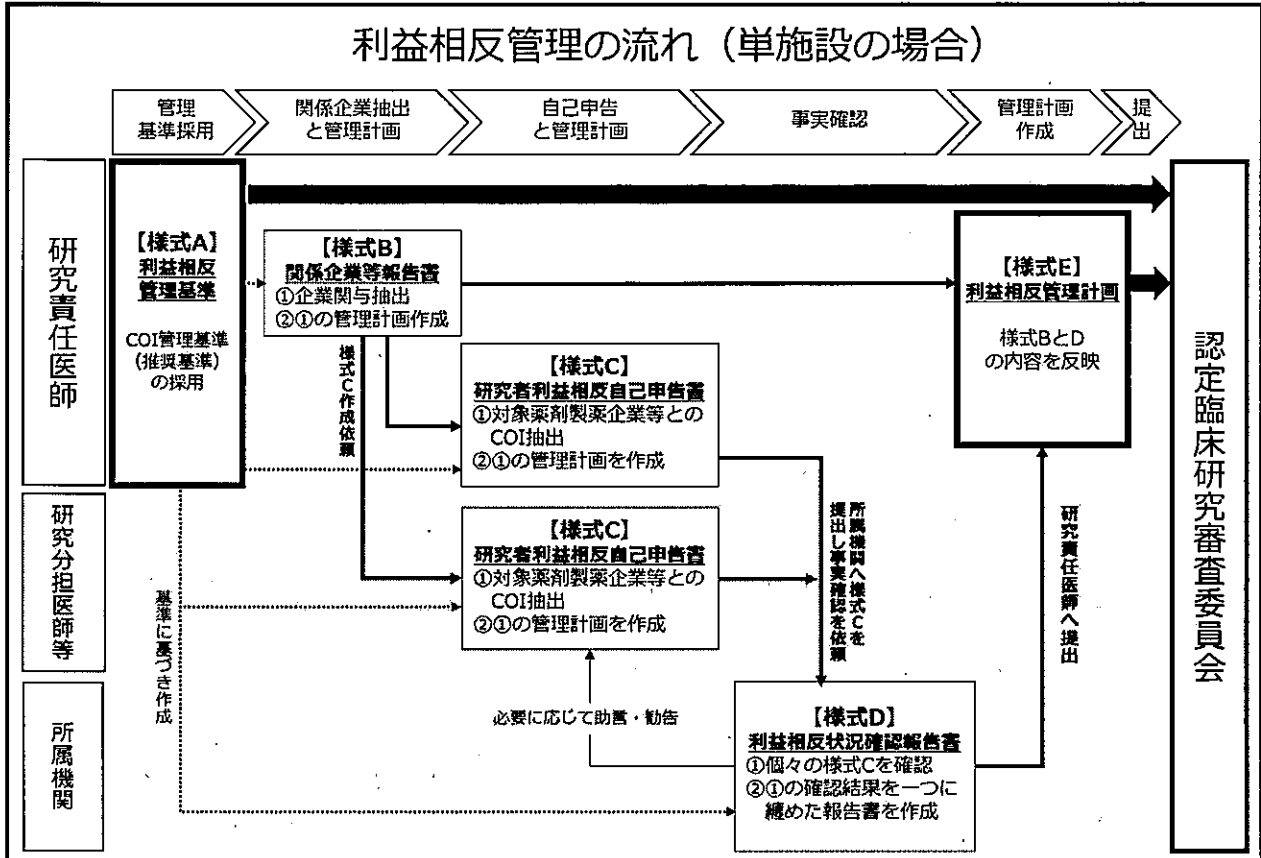 利益相反管理の流れ（単施設の場合）
管理
基準採用
関係企業抽出
と管理計画
自己申告
と管理計画
事実確認
管理計画
作成
提出
研究責任医師
【様式A】
利益相反
管理基準
COI管理基準
(推奨基準)
の採用
【様式B】
関係企業等報告書
①企業関与抽出
②①の管理計画作成
様式C作成依頼
【様式C】
研究者利益相反自己申告書
①対象薬剤製薬企業等との
COI抽出
②①の管理計画を作成
【様式E】
利益相反管理計画
様式BとD
の内容を反映
認定臨床研究審査委員会
研究分担医師等
基準に基づき作成
【様式C】
研究者利益相反自己申告書
①対象薬剤製薬企業等との
COI抽出
②①の管理計画を作成
所属機関へ様式Cを
提出し事実確認を依頼
研究責任医師へ提出
所属機関
必要に応じて助言・勧告
【様式D】
利益相反状況確認報告書
①個々の様式Cを確認
②①の確認結果を一つに
纏めた報告書を作成